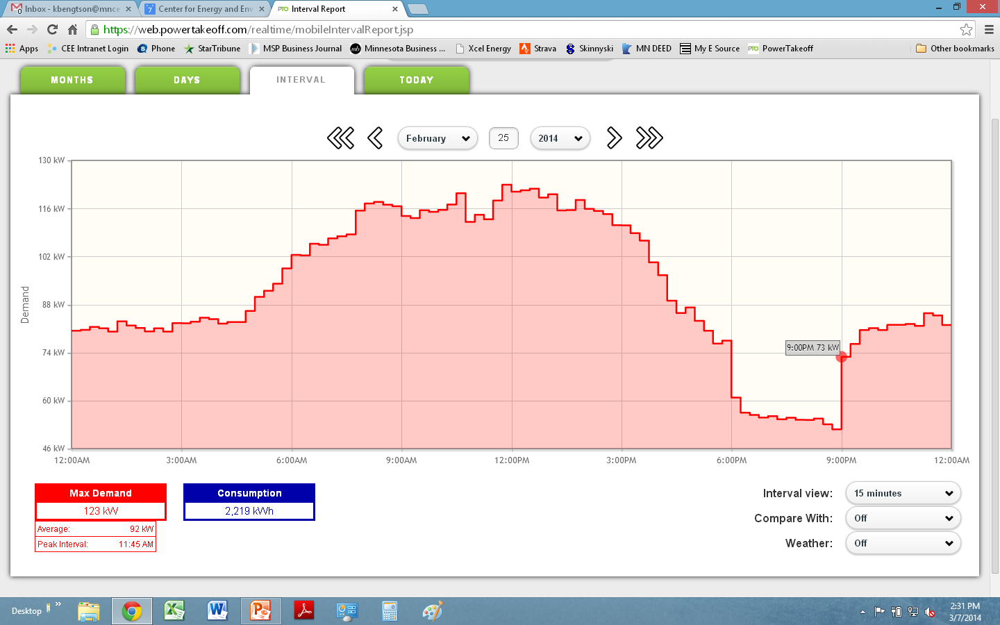 Inbox - kbengtson@mnce
Center for Energy and Env
PTO Interval Report
https://web.powertakeoff.com/realtime/mobileIntervalReport.jsp
Apps CEE Intranet Login Phone StarTribune MSP Business Journal mb Minnesota Business ... Xcel Energy Strava Skinnyski MN DEED My E Source PTO PowerTakeoff Other bookmarks
MONTHS DAYS INTERVAL TODAY
February 25 2014
130 kW
116 kW
102 kW
88 kW
74 kW
60 kW
46 kW
Demand
9:00PM 73 kW
12:00AM 3:00AM 6:00AM 9:00AM 12:00PM 3:00PM 6:00PM 9:00PM 12:00AM
Max Demand
123 kW
Average: 92 kW
Peak Interval: 11:45 AM
Consumption
2,219 kWh
Interval view: 15 minutes
Compare With: Off
Weather: Off
Desktop
2:31 PM
3/7/2014